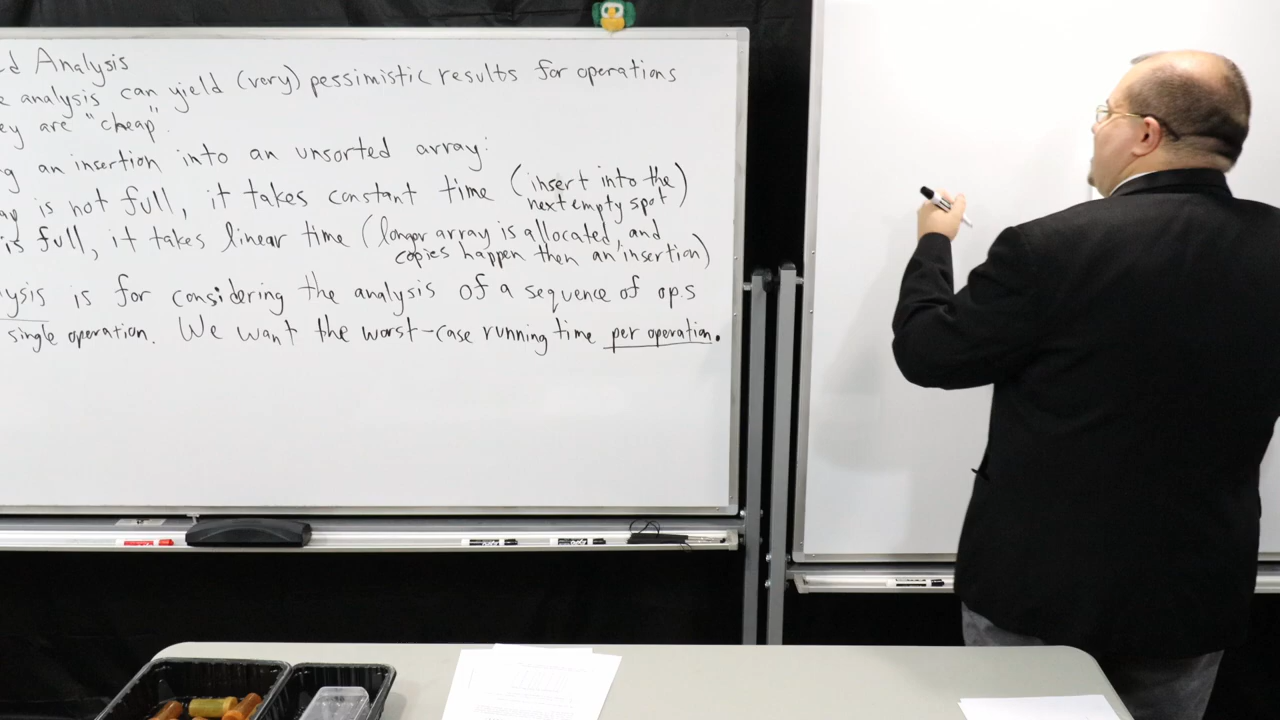 d Analysis
e analysis can yield (very) pessimistic results for operations
ey are "cheap".
g an insertion into an unsorted array:
ay is not full, it takes constant time (insert into the next empty spot)
is full, it takes linear time (longer array is allocated, and copies happen then an insertion)
lysis is for considering the analysis of a sequence of ops
single operation. We want the worst-case running time per operation.